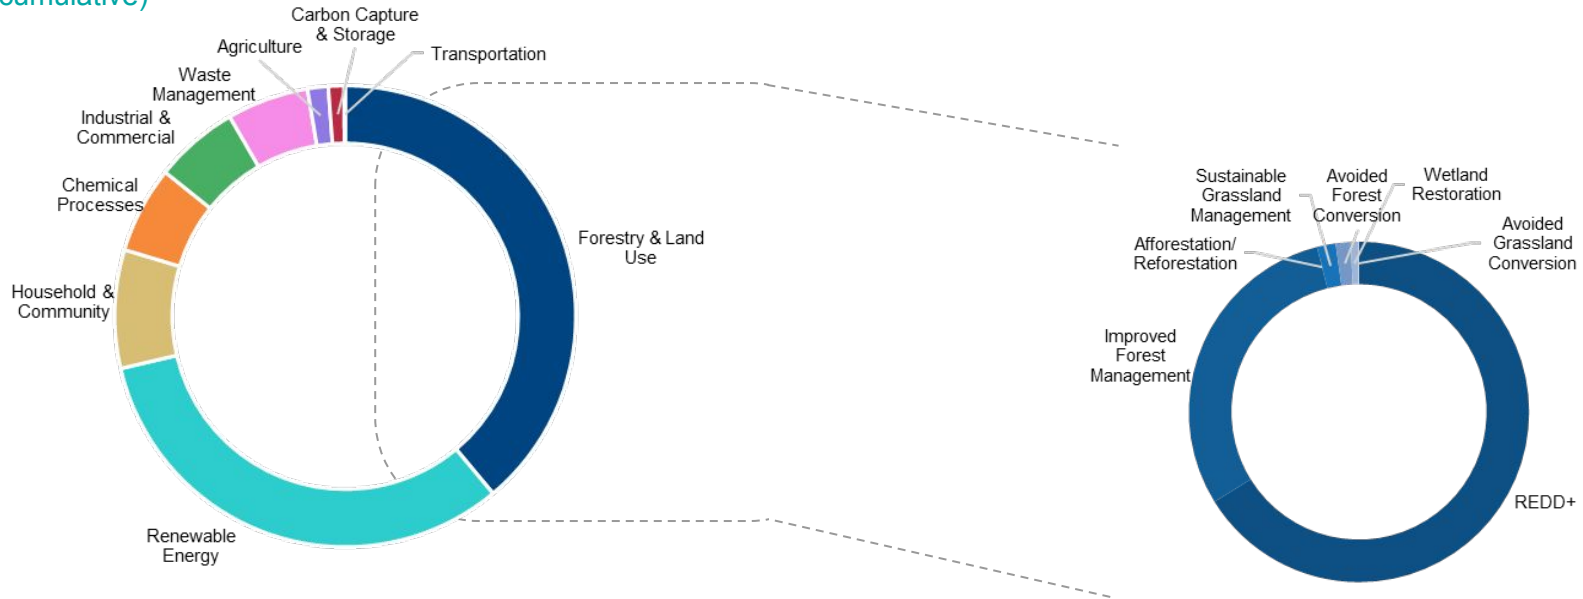 cumulative)
Carbon Capture
& Storage
Agriculture
Transportation
Waste
Management
Industrial &
Commercial
Chemical
Processes
Household &
Community
Renewable
Energy
Forestry & Land
Use
Sustainable
Grassland
Management
Avoided
Forest
Conversion
Wetland
Restoration
Avoided
Grassland
Conversion
Afforestation/
Reforestation
Improved
Forest
Management
REDD+